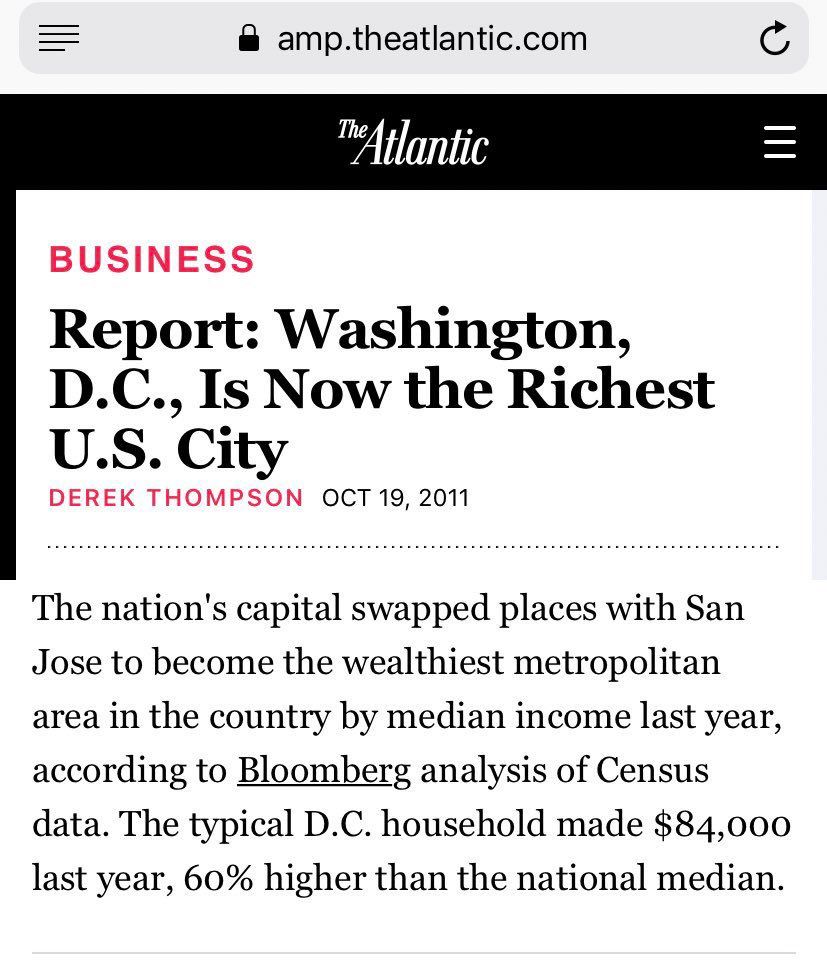 amp.theatlantic.com
The Atlantic
BUSINESS
Report: Washington,
D.C., Is Now the Richest
U.S. City
DEREK THOMPSON OCT 19, 2011
The nation's capital swapped places with San
Jose to become the wealthiest metropolitan
area in the country by median income last year,
according to Bloomberg analysis of Census
data. The typical D.C. household made $84,000
last year, 60% higher than the national median.